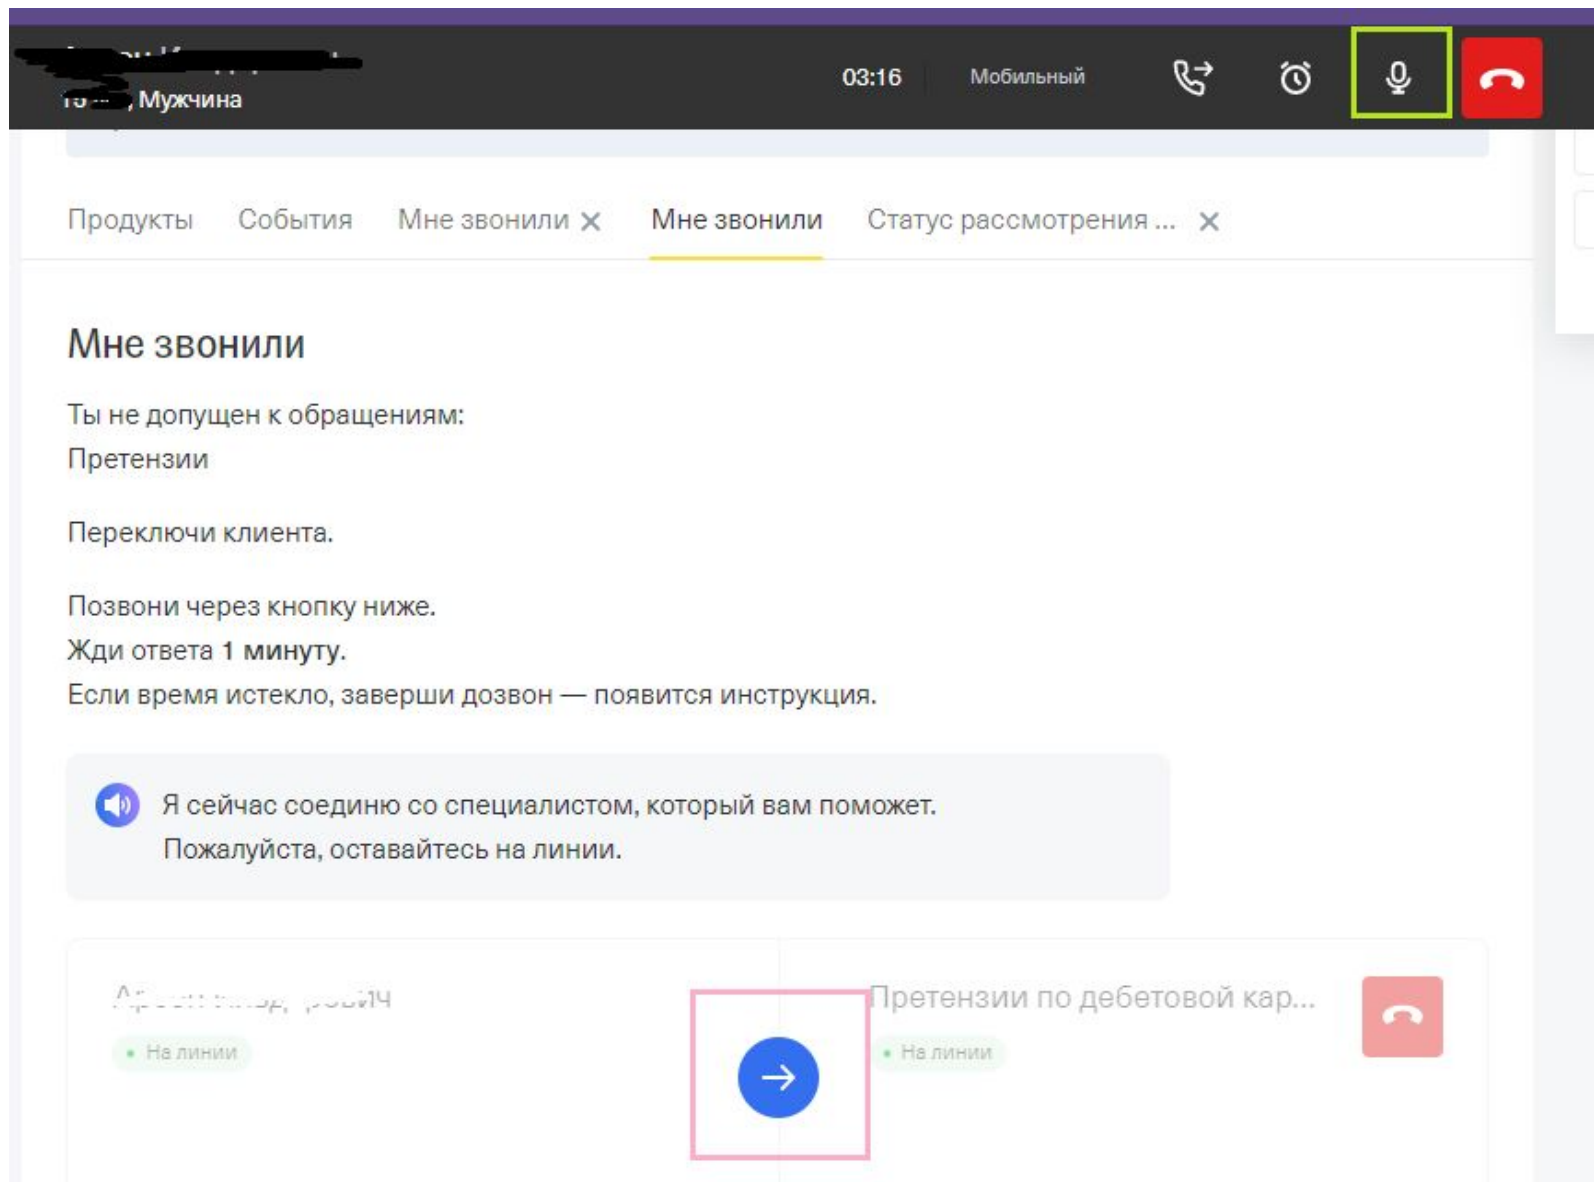 , Мужчина
03:16
Мобильный
Продукты События Мне звонили Мне звонили Статус рассмотрения ...
Мне звонили
Ты не допущен к обращениям:
Претензии
Переключи клиента.
Позвони через кнопку ниже.
Жди ответа 1 минуту.
Если время истекло, заверши дозвон — появится инструкция.
Я сейчас соединю со специалистом, который вам поможет.
Пожалуйста, оставайтесь на линии.
На линии
Претензии по дебетовой кар...
На линии